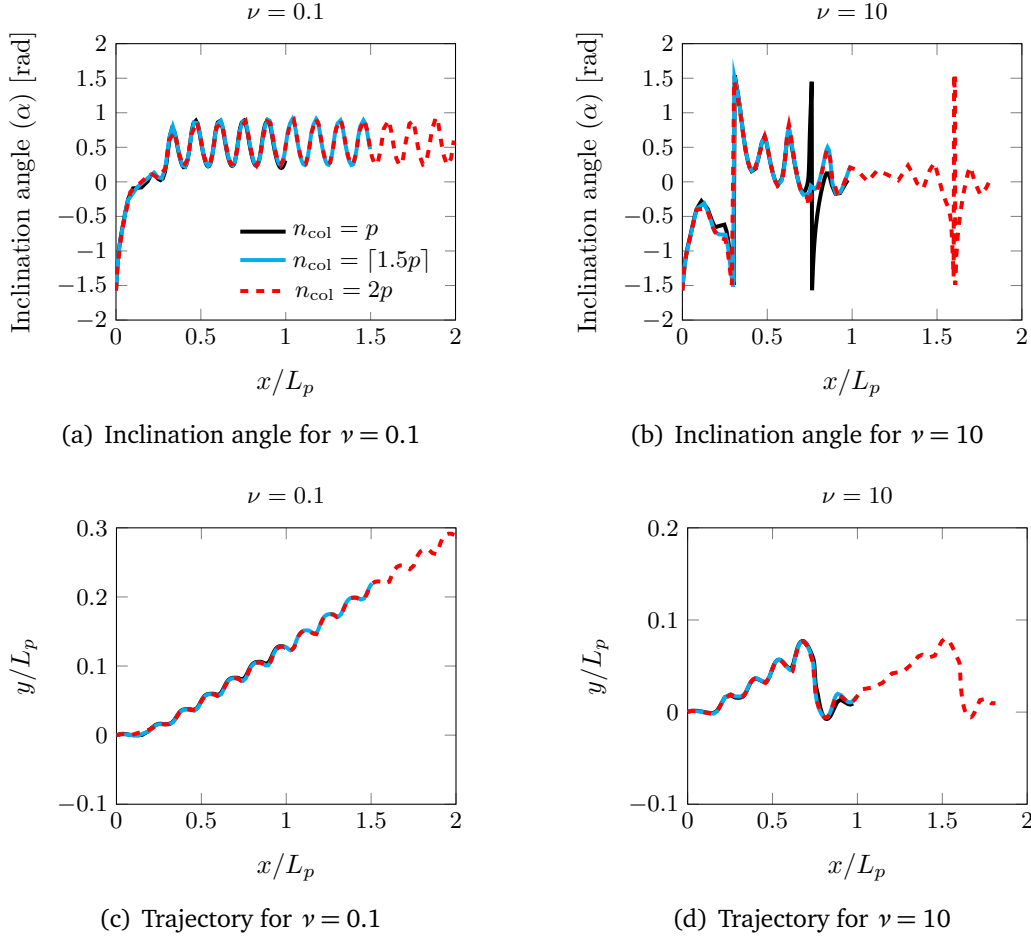 ν = 0.1
Inclination angle (α) [rad]
2
1.5
1
0.5
0
−0.5
−1
−1.5
−2
n_col = p
n_col = ⌈1.5p⌉
n_col = 2p
0 0.5 1 1.5 2
x/L_p
(a) Inclination angle for ν = 0.1
ν = 10
Inclination angle (α) [rad]
2
1.5
1
0.5
0
−0.5
−1
−1.5
−2
0 0.5 1 1.5 2
x/L_p
(b) Inclination angle for ν = 10
ν = 0.1
y/L_p
0.3
0.2
0.1
0
−0.1
0 0.5 1 1.5 2
x/L_p
(c) Trajectory for ν = 0.1
ν = 10
y/L_p
0.2
0.1
0
−0.1
0 0.5 1 1.5 2
x/L_p
(d) Trajectory for ν = 10